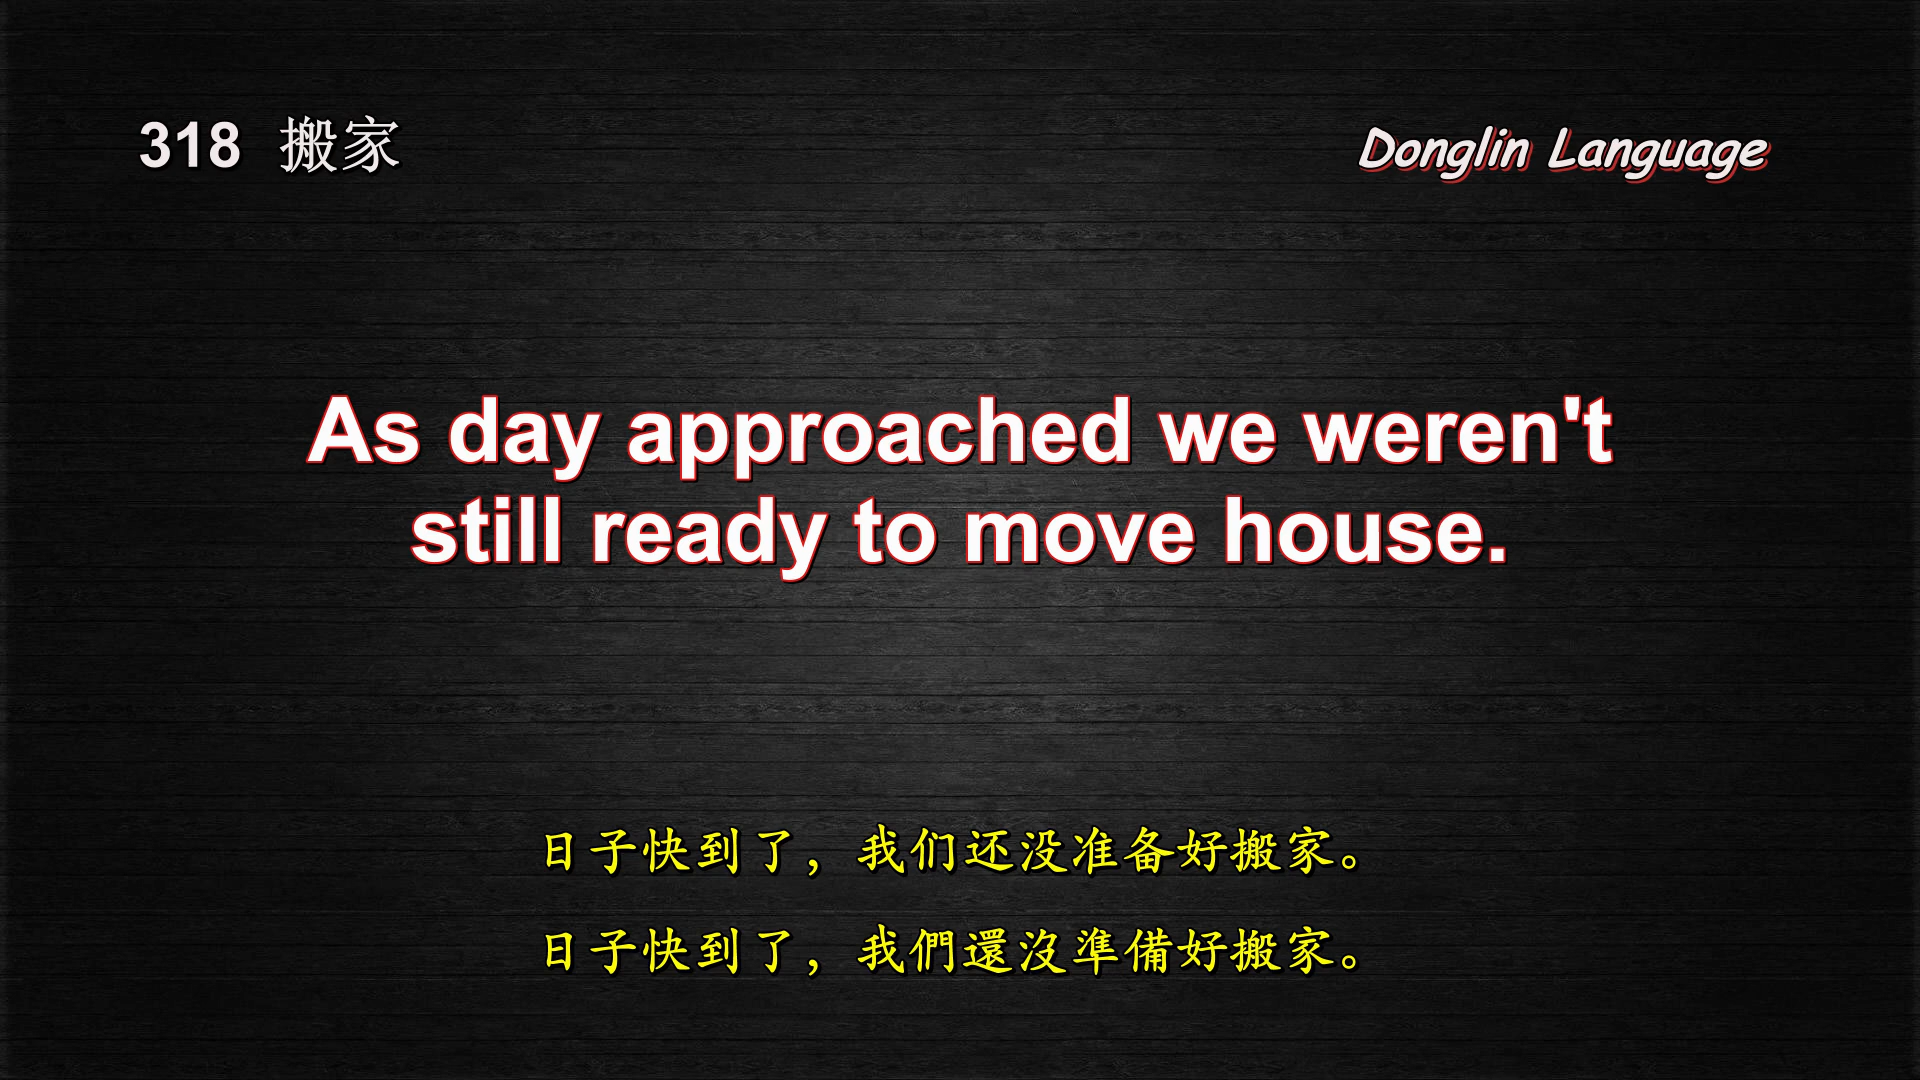 318 搬家
Donglin Language
As day approached we weren't
still ready to move house.
日子快到了，我们还没准备好搬家。
日子快到了，我們還沒準備好搬家。